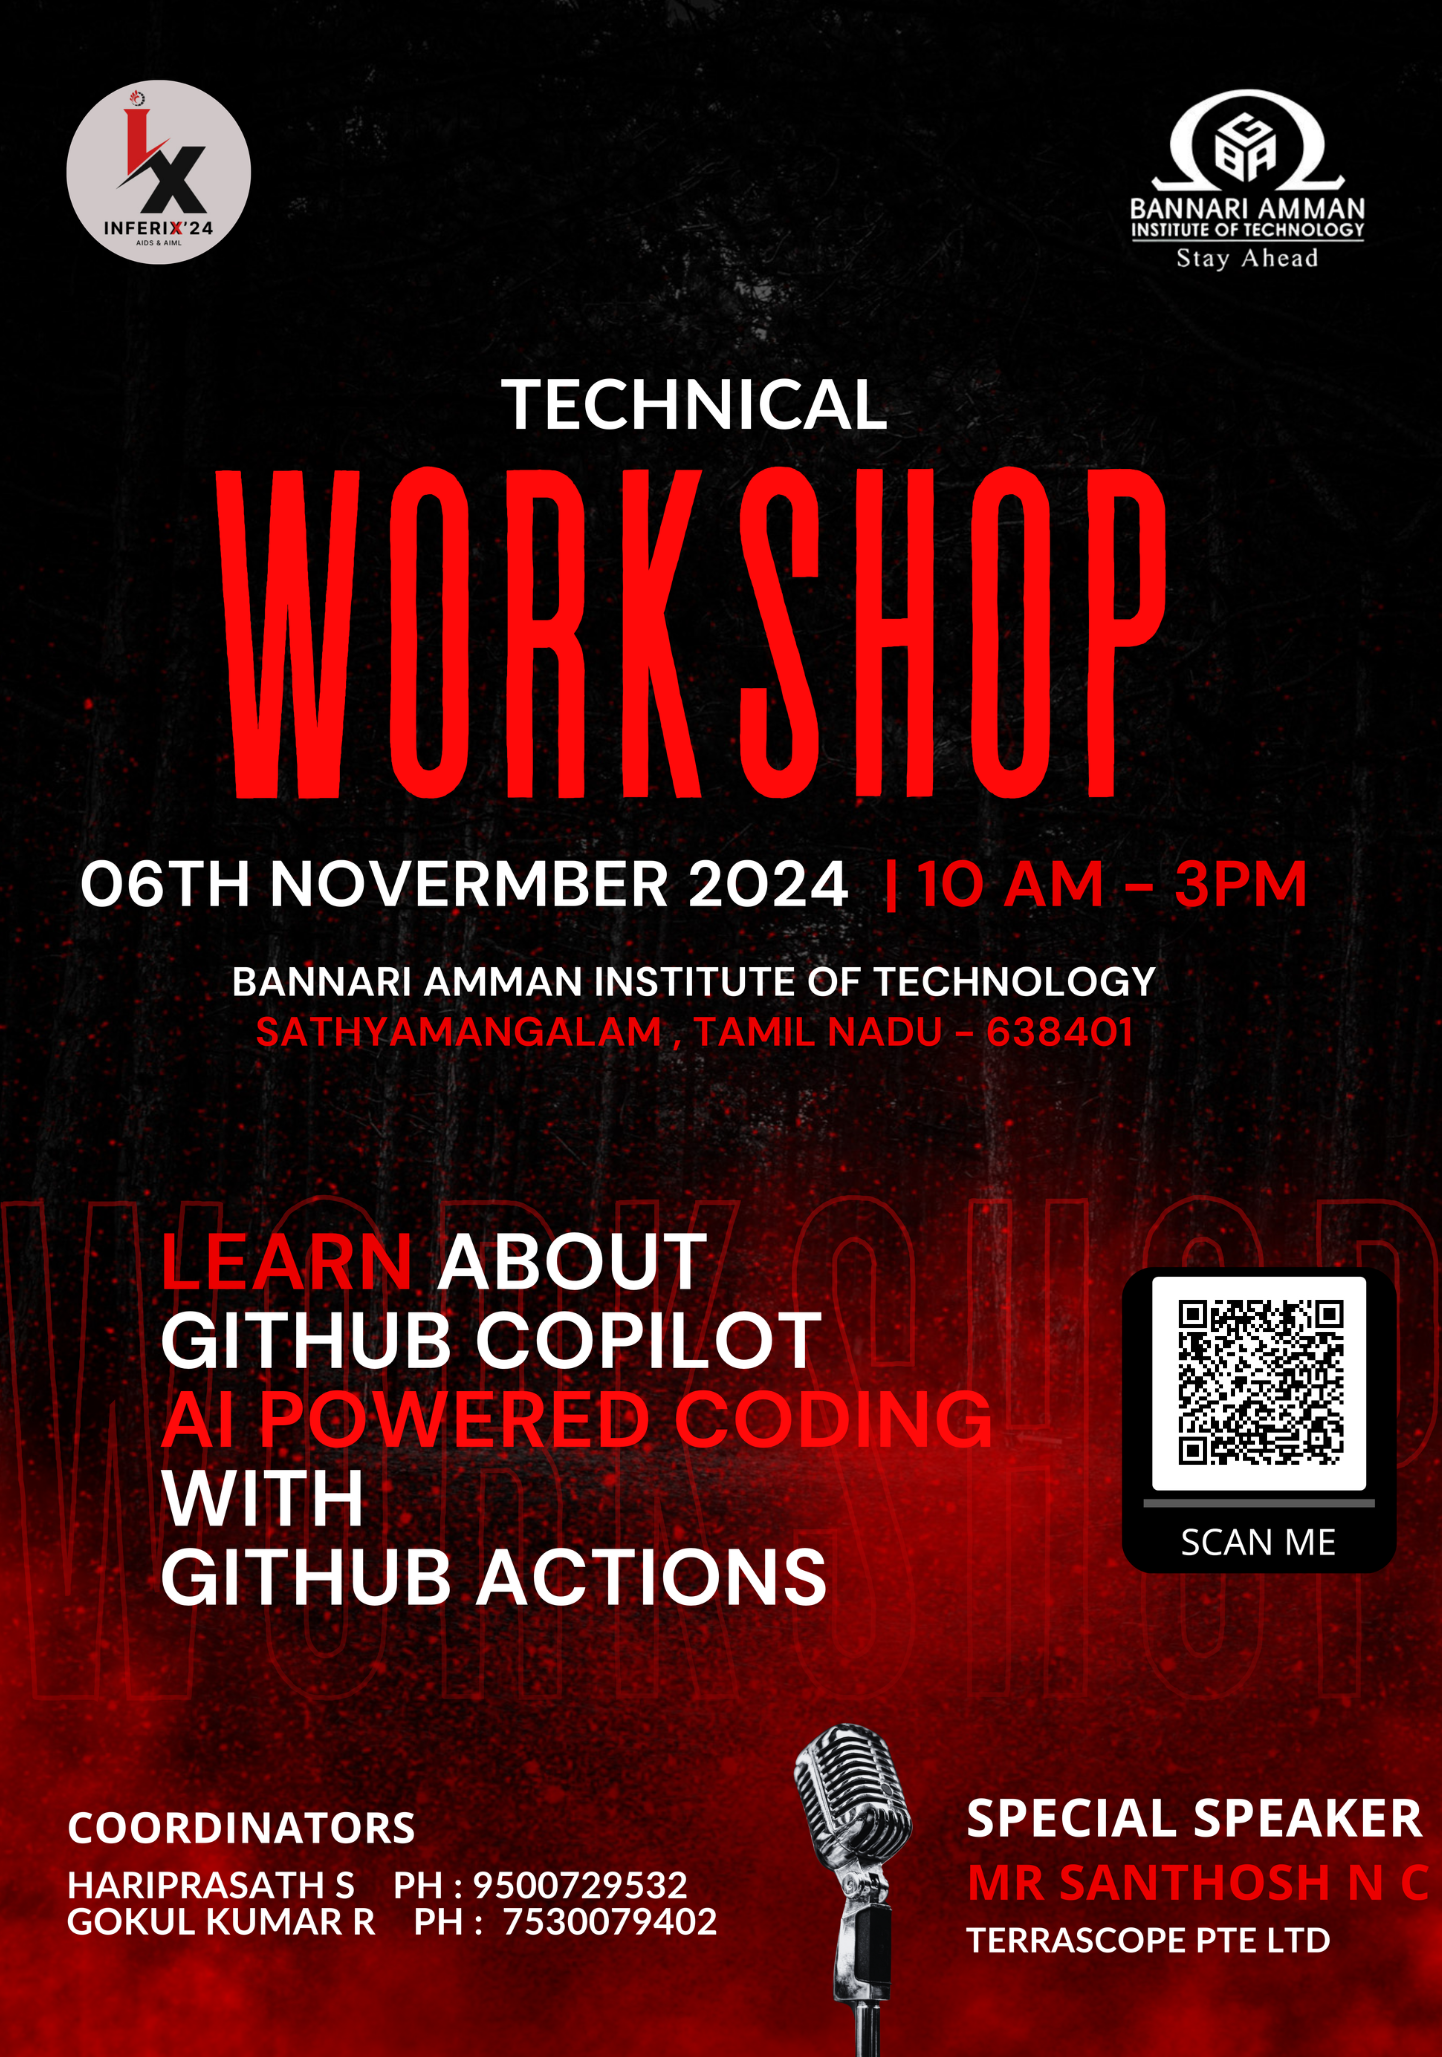 iX
INFERIX'24
AIDS & AIML
GBA
BANNARI AMMAN
INSTITUTE OF TECHNOLOGY
Stay Ahead
TECHNICAL
WORKSHOP
06TH NOVERMBER 2024 | 10 AM - 3PM
BANNARI AMMAN INSTITUTE OF TECHNOLOGY
SATHYAMANGALAM , TAMIL NADU - 638401
WORKSHOP
LEARN ABOUT
GITHUB COPILOT
AI POWERED CODING
WITH
GITHUB ACTIONS
SCAN ME
COORDINATORS
HARIPRASATH S PH : 9500729532
GOKUL KUMAR R PH : 7530079402
SPECIAL SPEAKER
MR SANTHOSH N C
TERRASCOPE PTE LTD